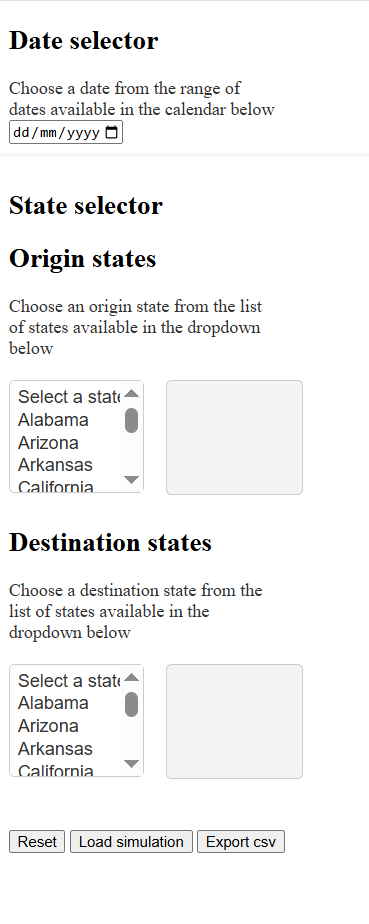 Date selector
Choose a date from the range of
dates available in the calendar below
dd/mm/yyyy
State selector
Origin states
Choose an origin state from the list
of states available in the dropdown
below
Select a state
Alabama
Arizona
Arkansas
California
Destination states
Choose a destination state from the
list of states available in the
dropdown below
Select a state
Alabama
Arizona
Arkansas
California
Reset Load simulation Export csv